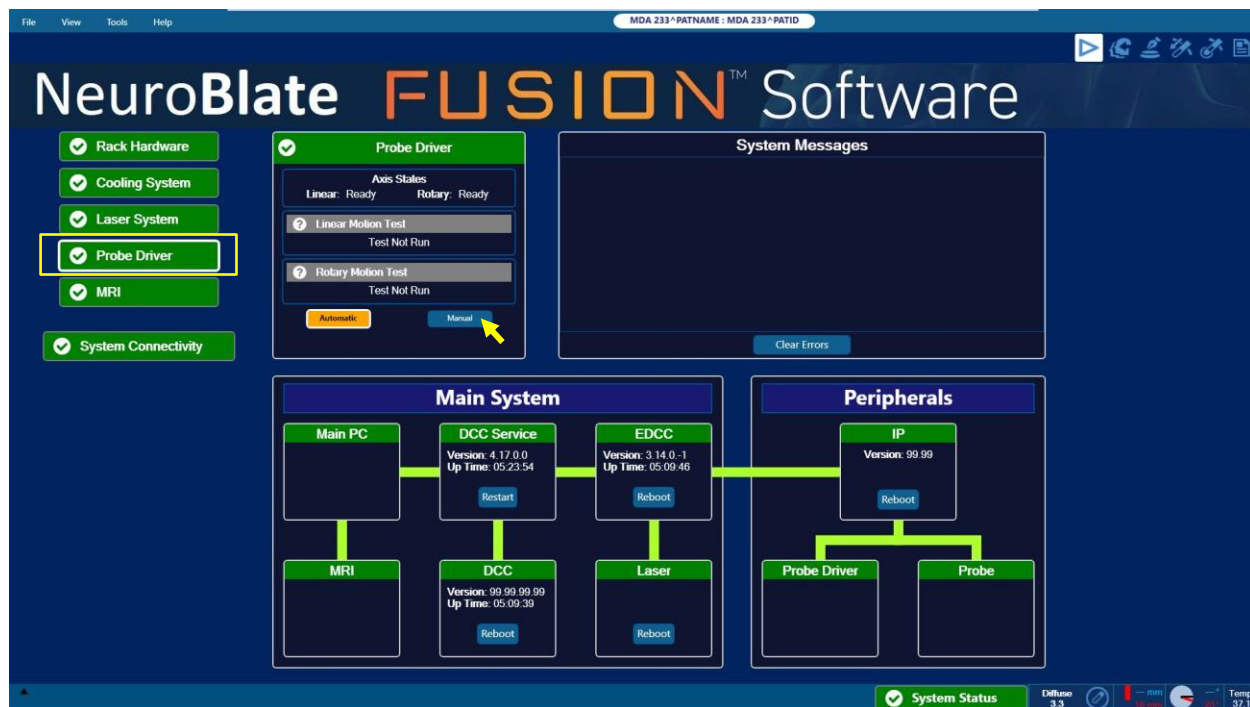 File View Tools Help
MDA 233^PATNAME : MDA 233^PATID
NeuroBlate FUSION™ Software
Rack Hardware
Cooling System
Laser System
Probe Driver
MRI
System Connectivity
Probe Driver
Axis States
Linear: Ready Rotary: Ready
Linear Motion Test
Test Not Run
Rotary Motion Test
Test Not Run
Automatic Manual
System Messages
Clear Errors
Main System
Main PC
DCC Service
Version: 4.17.0.0
Up Time: 05:23:54
Restart
EDCC
Version: 3.14.0.-1
Up Time: 05:09:46
Reboot
MRI
DCC
Version: 99.99.99.99
Up Time: 05:09:39
Reboot
Laser
Reboot
Peripherals
IP
Version: 99.99
Reboot
Probe Driver
Probe
System Status
Diffuse
3.3
— mm
—°
Temp